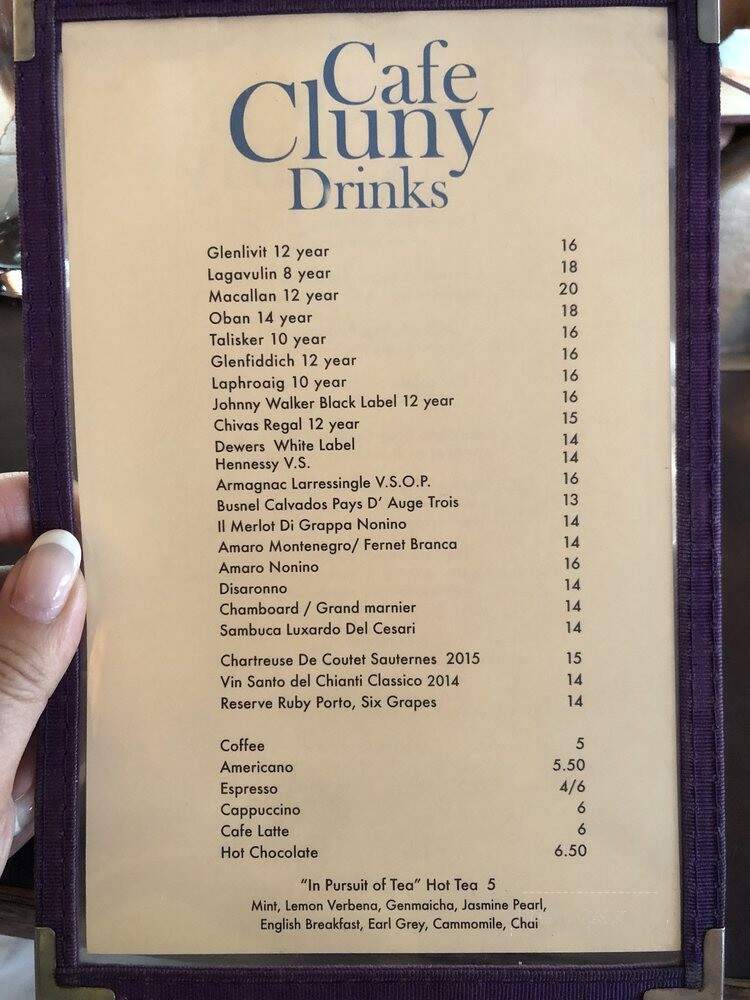 Cafe
Cluny
Drinks
Glenlivit 12 year 16
Lagavulin 8 year 18
Macallan 12 year 20
Oban 14 year 18
Talisker 10 year 16
Glenfiddich 12 year 16
Laphroaig 10 year 16
Johnny Walker Black Label 12 year 16
Chivas Regal 12 year 15
Dewers White Label 14
Hennessy V.S. 14
Armagnac Larressingle V.S.O.P. 16
Busnel Calvados Pays D' Auge Trois 13
Il Merlot Di Grappa Nonino 14
Amaro Montenegro/ Fernet Branca 14
Amaro Nonino 16
Disaronno 14
Chamboard / Grand marnier 14
Sambuca Luxardo Del Cesari 14
Chartreuse De Coutet Sauternes 2015 15
Vin Santo del Chianti Classico 2014 14
Reserve Ruby Porto, Six Grapes 14
Coffee 5
Americano 5.50
Espresso 4/6
Cappuccino 6
Cafe Latte 6
Hot Chocolate 6.50
"In Pursuit of Tea" Hot Tea 5
Mint, Lemon Verbena, Genmaicha, Jasmine Pearl,
English Breakfast, Earl Grey, Cammomile, Chai